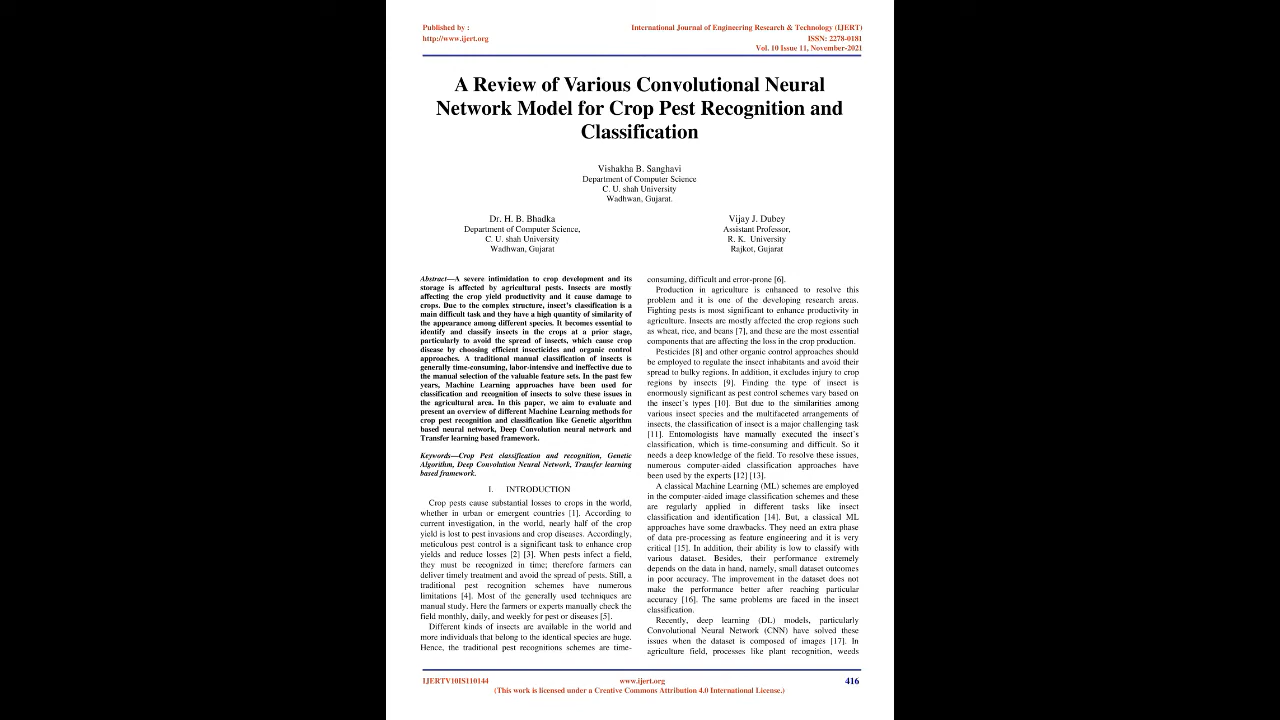 Published by :
http://www.ijert.org
International Journal of Engineering Research & Technology (IJERT)
ISSN: 2278-0181
Vol. 10 Issue 11, November-2021
A Review of Various Convolutional Neural
Network Model for Crop Pest Recognition and
Classification
Vishakha B. Sanghavi
Department of Computer Science
C. U. shah University
Wadhwan, Gujarat.
Dr. H. B. Bhadka
Department of Computer Science,
C. U. shah University
Wadhwan, Gujarat
Vijay J. Dubey
Assistant Professor,
R. K. University
Rajkot, Gujarat
Abstract—A severe intimidation to crop development and its
storage is affected by agricultural pests. Insects are mostly
affecting the crop yield productivity and it cause damage to
crops. Due to the complex structure, insect's classification is a
main difficult task and they have a high quantity of similarity of
the appearance among different species. It becomes essential to
identify and classify insects in the crops at a prior stage,
particularly to avoid the spread of insects, which cause crop
disease by choosing efficient insecticides and organic control
approaches. A traditional manual classification of insects is
generally time-consuming, labor-intensive and ineffective due to
the manual selection of the valuable feature sets. In the past few
years, Machine Learning approaches have been used for
classification and recognition of insects to solve these issues in
the agricultural area. In this paper, we aim to evaluate and
present an overview of different Machine Learning methods for
crop pest recognition and classification like Genetic algorithm
based neural network, Deep Convolution neural network and
Transfer learning based framework.
Keywords—Crop Pest classification and recognition, Genetic
Algorithm, Deep Convolution Neural Network, Transfer learning
based framework.
I. INTRODUCTION
Crop pests cause substantial losses to crops in the world,
whether in urban or emergent countries [1]. According to
current investigation, in the world, nearly half of the crop
yield is lost to pest invasions and crop diseases. Accordingly,
meticulous pest control is a significant task to enhance crop
yields and reduce losses [2] [3]. When pests infect a field,
they must be recognized in time; therefore farmers can
deliver timely treatment and avoid the spread of pests. Still, a
traditional pest recognition schemes have numerous
limitations [4]. Most of the generally used techniques are
manual study. Here the farmers or experts manually check the
field monthly, daily, and weekly for pest or diseases [5].
Different kinds of insects are available in the world and
more individuals that belong to the identical species are huge.
Hence, the traditional pest recognitions schemes are time-
consuming, difficult and error-prone [6].
Production in agriculture is enhanced to resolve this
problem and it is one of the developing research areas.
Fighting pests is most significant to enhance productivity in
agriculture. Insects are mostly affected the crop regions such
as wheat, rice, and beans [7], and these are the most essential
components that are affecting the loss in the crop production.
Pesticides [8] and other organic control approaches should
be employed to regulate the insect inhabitants and avoid their
spread to bulky regions. In addition, it excludes injury to crop
regions by insects [9]. Finding the type of insect is
enormously significant as pest control schemes vary based on
the insect's types [10]. But due to the similarities among
various insect species and the multifaceted arrangements of
insects, the classification of insect is a major challenging task
[11]. Entomologists have manually executed the insect's
classification, which is time-consuming and difficult. So it
needs a deep knowledge of the field. To resolve these issues,
numerous computer-aided classification approaches have
been used by the experts [12] [13].
A classical Machine Learning (ML) schemes are employed
in the computer-aided image classification schemes and these
are regularly applied in different tasks like insect
classification and identification [14]. But, a classical ML
approaches have some drawbacks. They need an extra phase
of data pre-processing as feature engineering and it is very
critical [15]. In addition, their ability is low to classify with
various dataset. Besides, their performance extremely
depends on the data in hand, namely, small dataset outcomes
in poor accuracy. The improvement in the dataset does not
make the performance better after reaching particular
accuracy [16]. The same problems are faced in the insect
classification.
Recently, deep learning (DL) models, particularly
Convolutional Neural Network (CNN) have solved these
issues when the dataset is composed of images [17]. In
agriculture field, processes like plant recognition, weeds
IJERTV10IS110144
www.ijert.org
416
(This work is licensed under a Creative Commons Attribution 4.0 International License.)